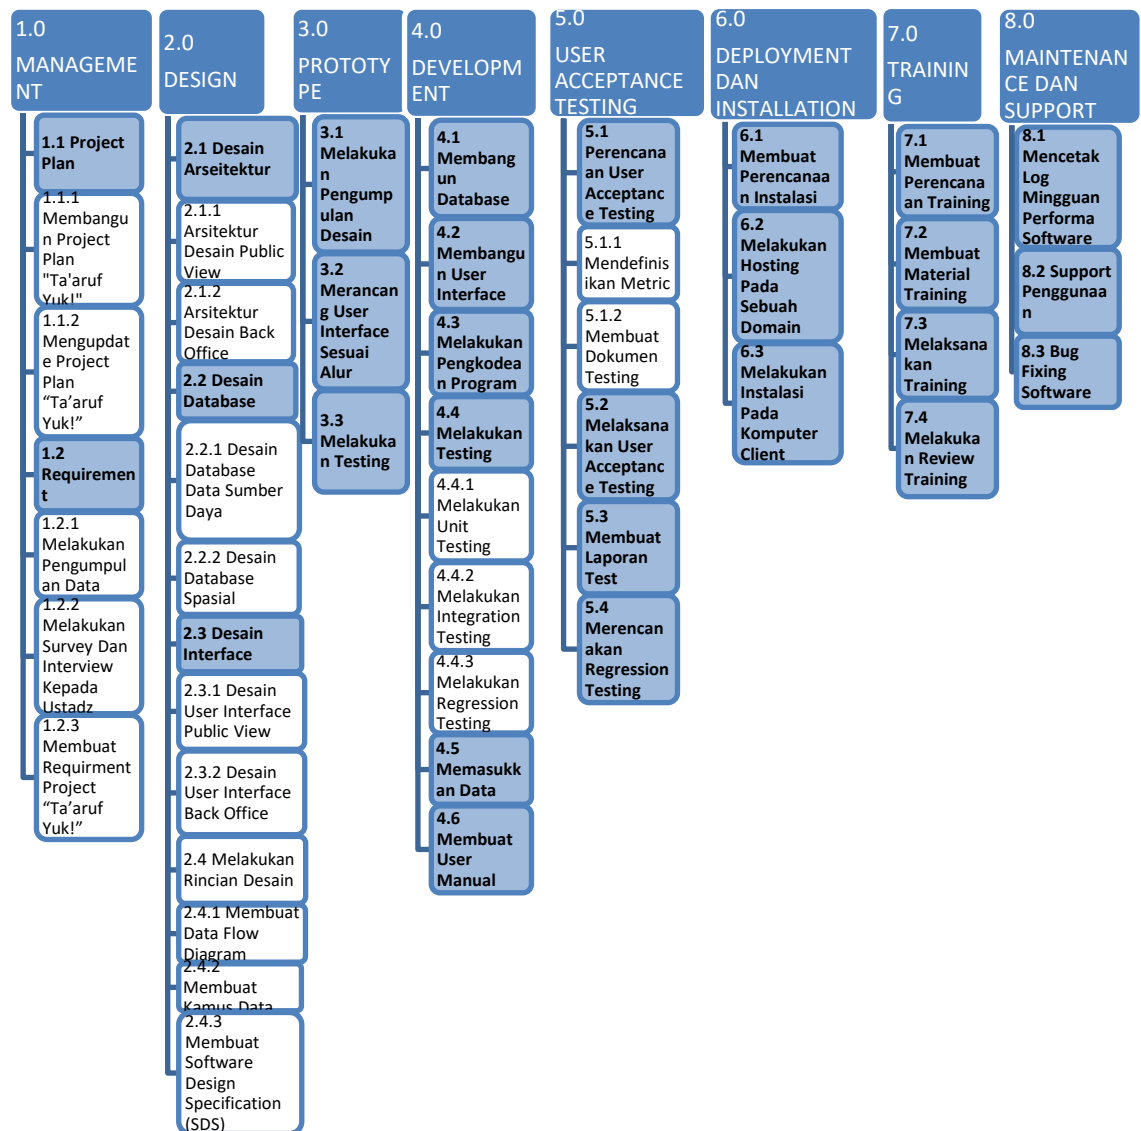 1.0
MANAGEME
NT
1.1 Project
Plan
1.1.1
Membangu
n Project
Plan
"Ta'aruf
Yuk!"
1.1.2
Mengupdat
e Project
Plan
“Ta’aruf
Yuk!”
1.2
Requiremen
t
1.2.1
Melakukan
Pengumpul
an Data
1.2.2
Melakukan
Survey Dan
Interview
Kepada
Ustadz
1.2.3
Membuat
Requirment
Project
“Ta’aruf
Yuk!”
2.0
DESIGN
2.1 Desain
Arseitektur
2.1.1
Arsitektur
Desain Public
View
2.1.2
Arsitektur
Desain Back
Office
2.2 Desain
Database
2.2.1 Desain
Database
Data Sumber
Daya
2.2.2 Desain
Database
Spasial
2.3 Desain
Interface
2.3.1 Desain
User Interface
Public View
2.3.2 Desain
User Interface
Back Office
2.4 Melakukan
Rincian Desain
2.4.1 Membuat
Data Flow
Diagram
2.4.2
Membuat
Kamus Data
2.4.3
Membuat
Software
Design
Specification
(SDS)
3.0
PROTOTY
PE
3.1
Melakuka
n
Pengump
ulan
Desain
3.2
Merancan
g User
Interface
Sesuai
Alur
3.3
Melakuka
n Testing
4.0
DEVELOPM
ENT
4.1
Membang
un
Database
4.2
Membangu
n User
Interface
4.3
Melakukan
Pengkodea
n Program
4.4
Melakukan
Testing
4.4.1
Melakukan
Unit
Testing
4.4.2
Melakukan
Integration
Testing
4.4.3
Melakukan
Regression
Testing
4.5
Memasukk
an Data
4.6
Membuat
User
Manual
5.0
USER
ACCEPTANCE
TESTING
5.1
Perencana
an User
Acceptanc
e Testing
5.1.1
Mendefinis
ikan Metric
5.1.2
Membuat
Dokumen
Testing
5.2
Melaksana
kan User
Acceptanc
e Testing
5.3
Membuat
Laporan
Test
5.4
Merencan
akan
Regression
Testing
6.0
DEPLOYMENT
DAN
INSTALLATION
6.1
Membuat
Perencanaa
n Instalasi
6.2
Melakukan
Hosting
Pada
Sebuah
Domain
6.3
Melakukan
Instalasi
Pada
Komputer
Client
7.0
TRAININ
G
7.1
Membuat
Perencana
an Training
7.2
Membuat
Material
Training
7.3
Melaksana
kan
Training
7.4
Melakuka
n Review
Training
8.0
MAINTENAN
CE DAN
SUPPORT
8.1
Mencetak
Log
Mingguan
Performa
Software
8.2 Support
Penggunaa
n
8.3 Bug
Fixing
Software